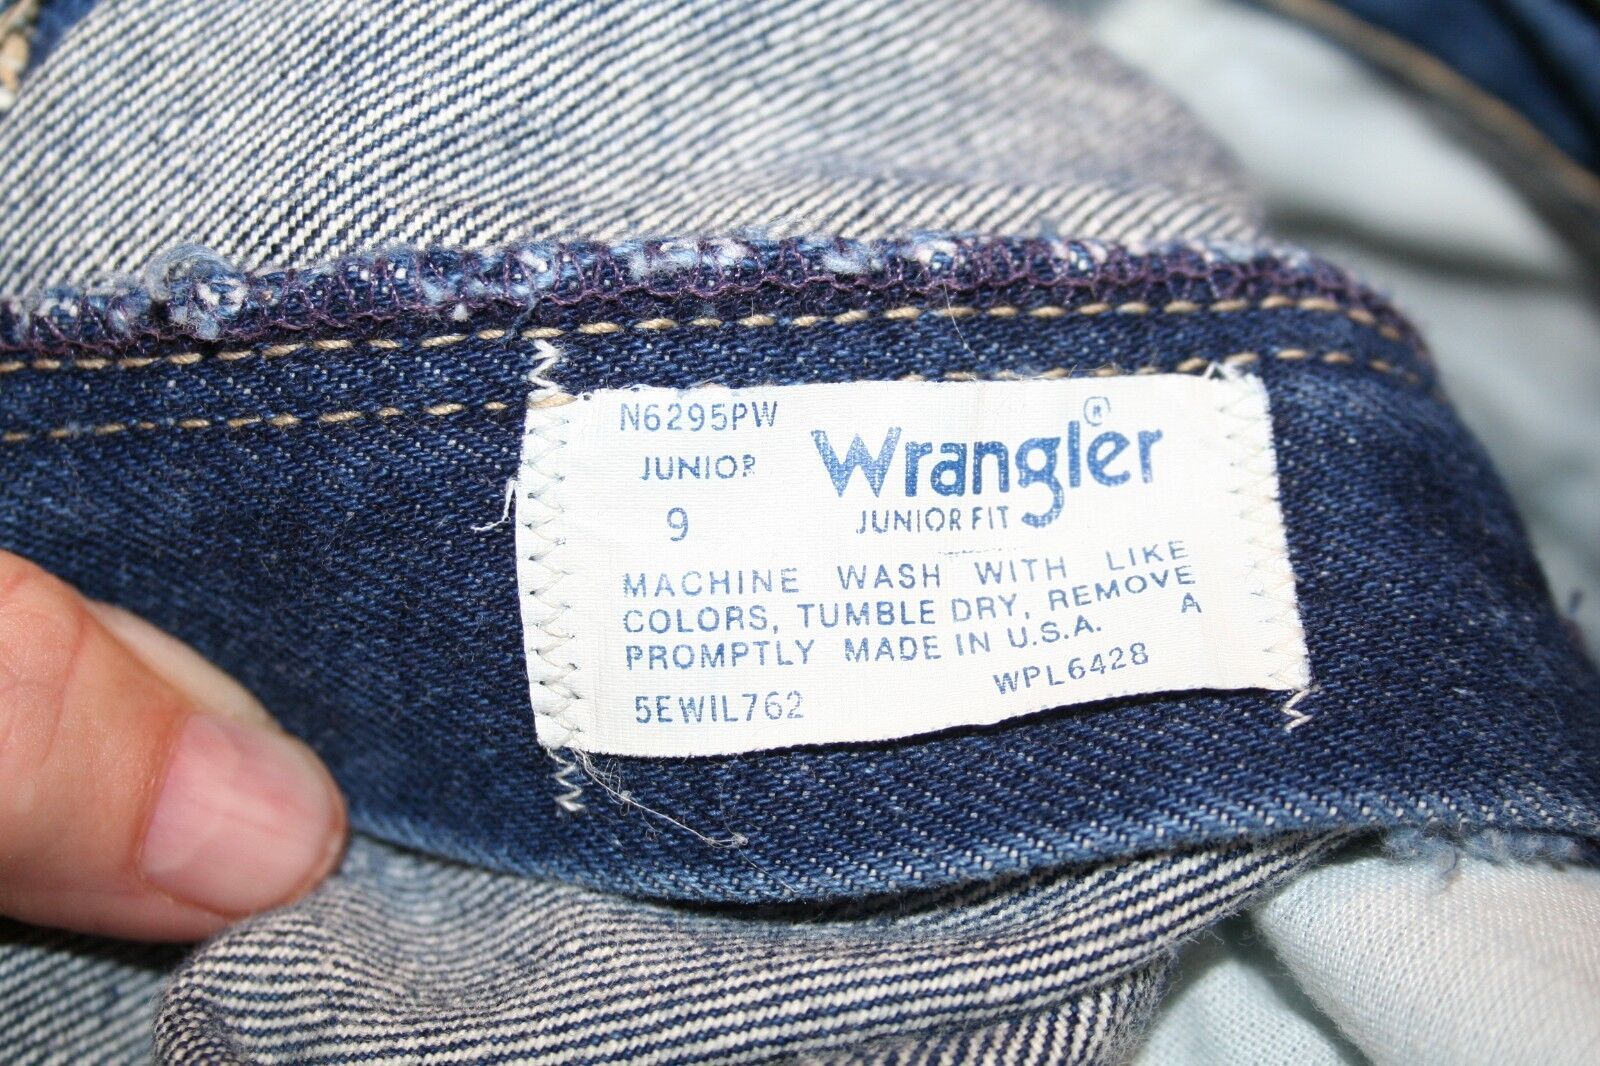 N6295PW
JUNIOR
9
Wrangler®
JUNIOR FIT
MACHINE WASH WITH LIKE
COLORS, TUMBLE DRY, REMOVE
PROMPTLY MADE IN U.S.A. A
5EWIL762 WPL6428